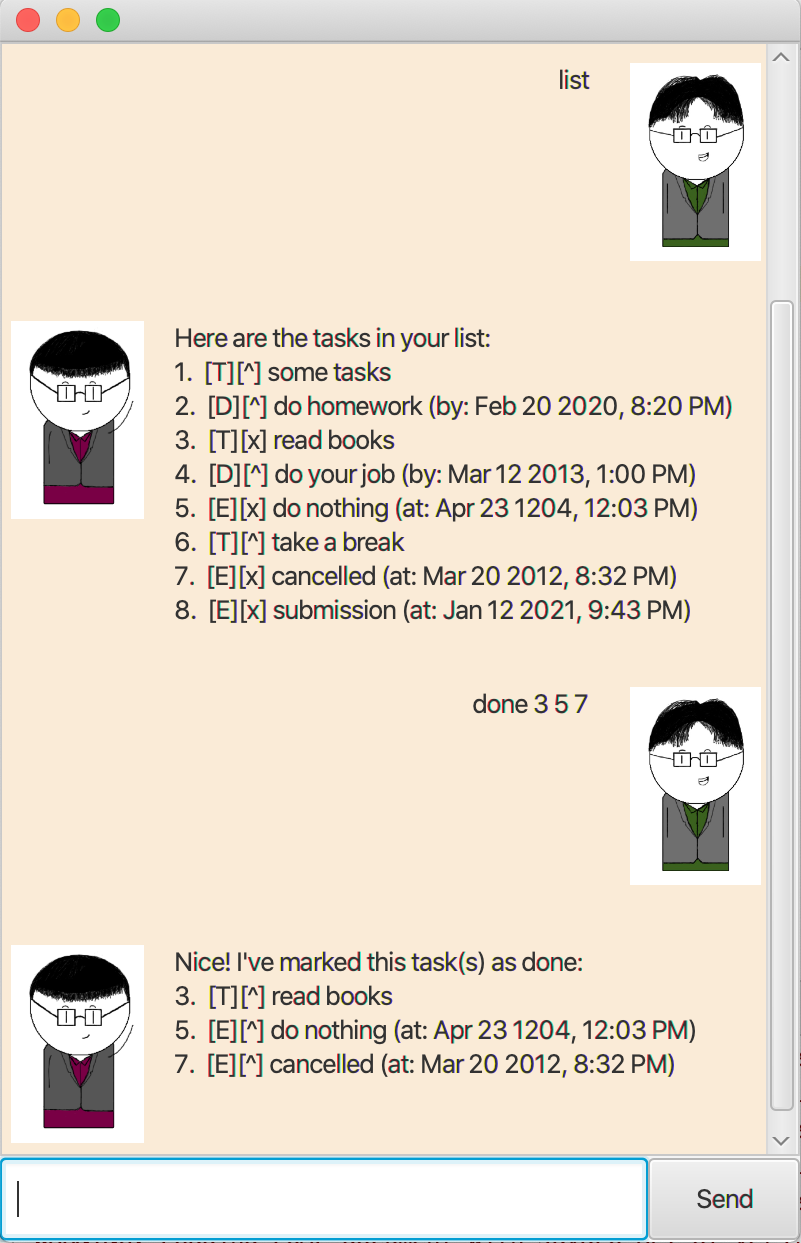 list
Here are the tasks in your list:
1. [T][^] some tasks
2. [D][^] do homework (by: Feb 20 2020, 8:20 PM)
3. [T][x] read books
4. [D][^] do your job (by: Mar 12 2013, 1:00 PM)
5. [E][x] do nothing (at: Apr 23 1204, 12:03 PM)
6. [T][^] take a break
7. [E][x] cancelled (at: Mar 20 2012, 8:32 PM)
8. [E][x] submission (at: Jan 12 2021, 9:43 PM)
done 3 5 7
Nice! I've marked this task(s) as done:
3. [T][^] read books
5. [E][^] do nothing (at: Apr 23 1204, 12:03 PM)
7. [E][^] cancelled (at: Mar 20 2012, 8:32 PM)
Send